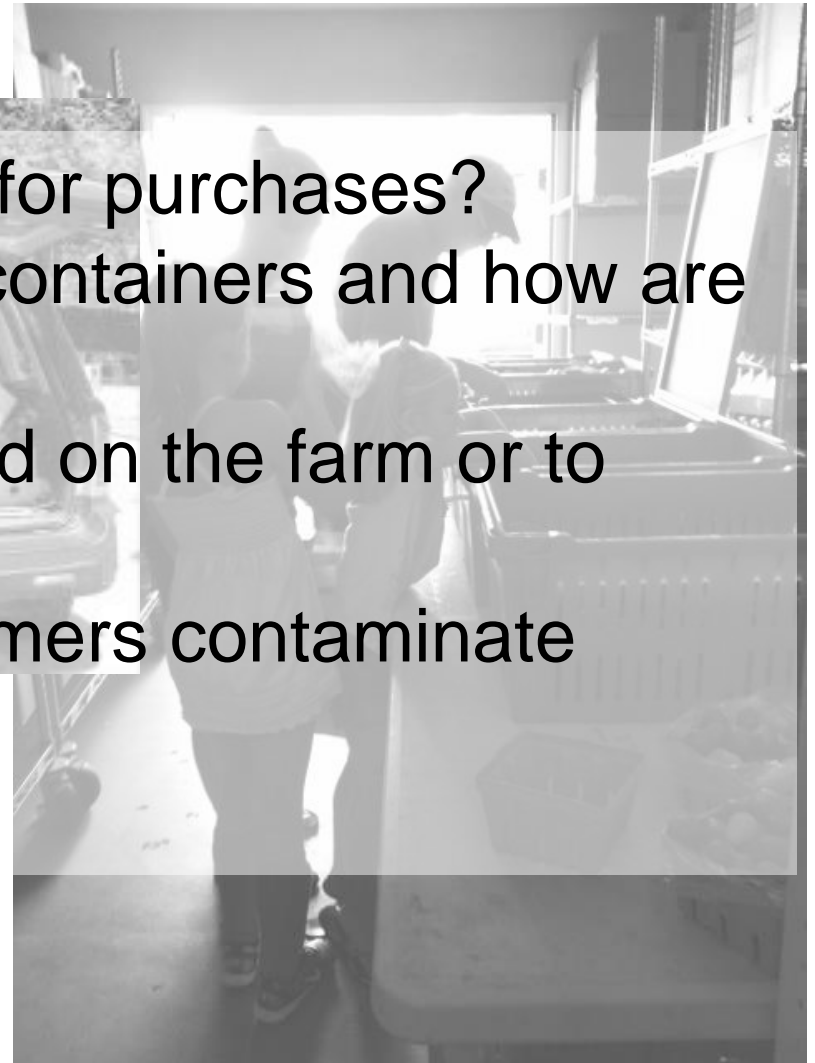 for purchases?
containers and how are
d on the farm or to
mers contaminate